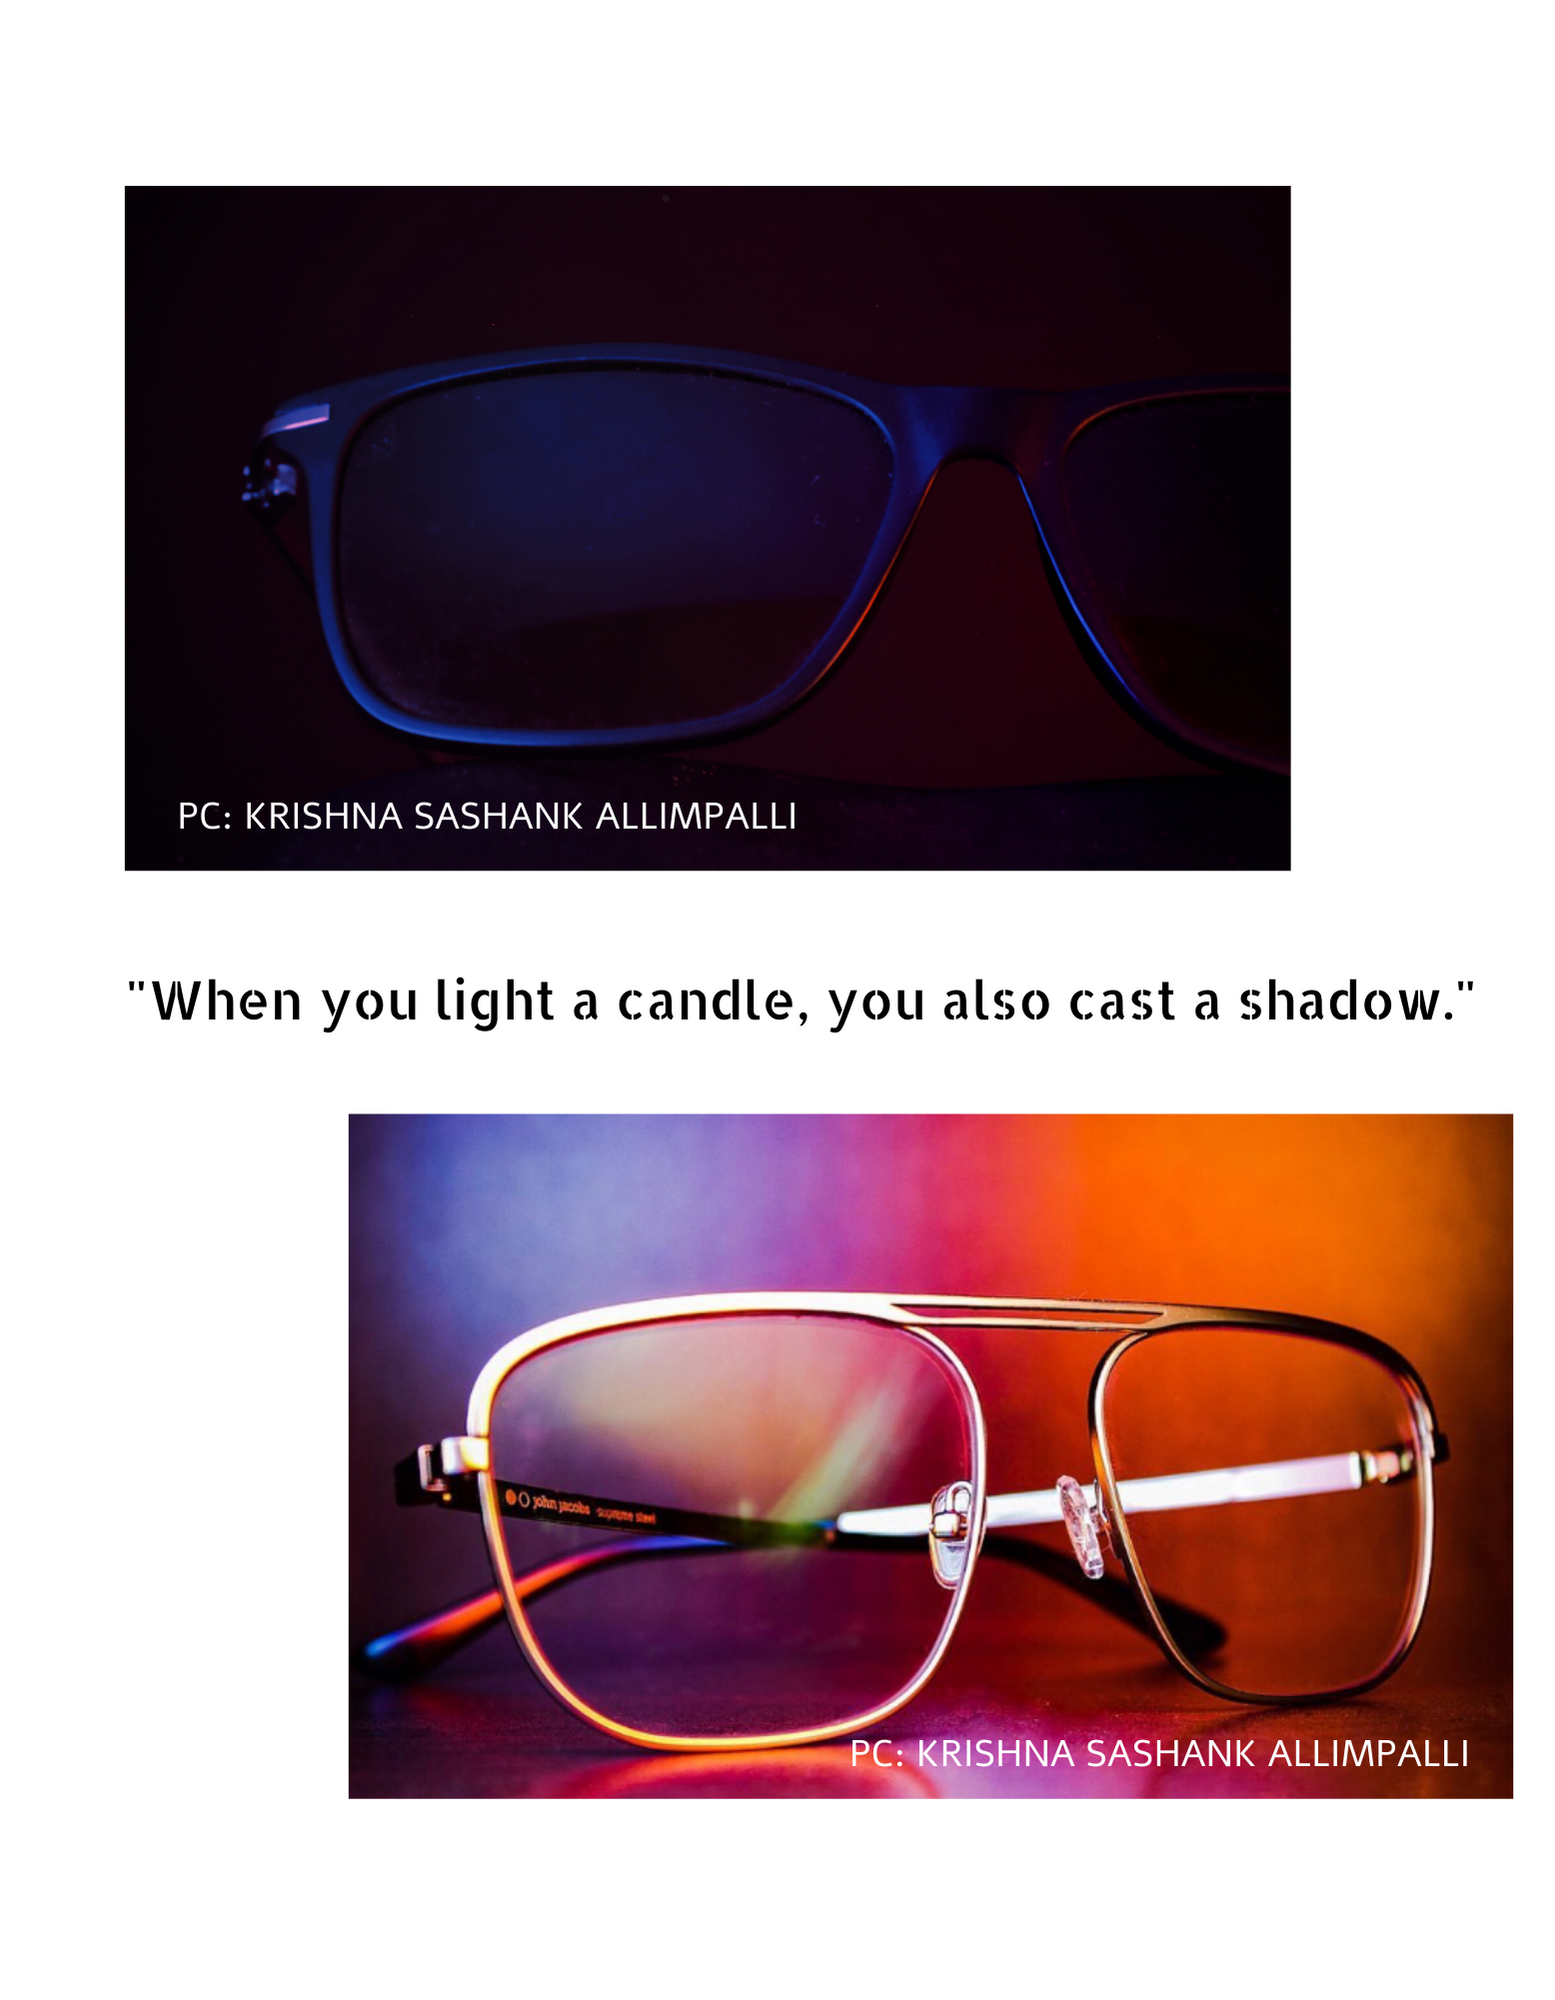 PC: KRISHNA SASHANK ALLIMPALLI
"When you light a candle, you also cast a shadow."
john jacobs supreme steel
PC: KRISHNA SASHANK ALLIMPALLI